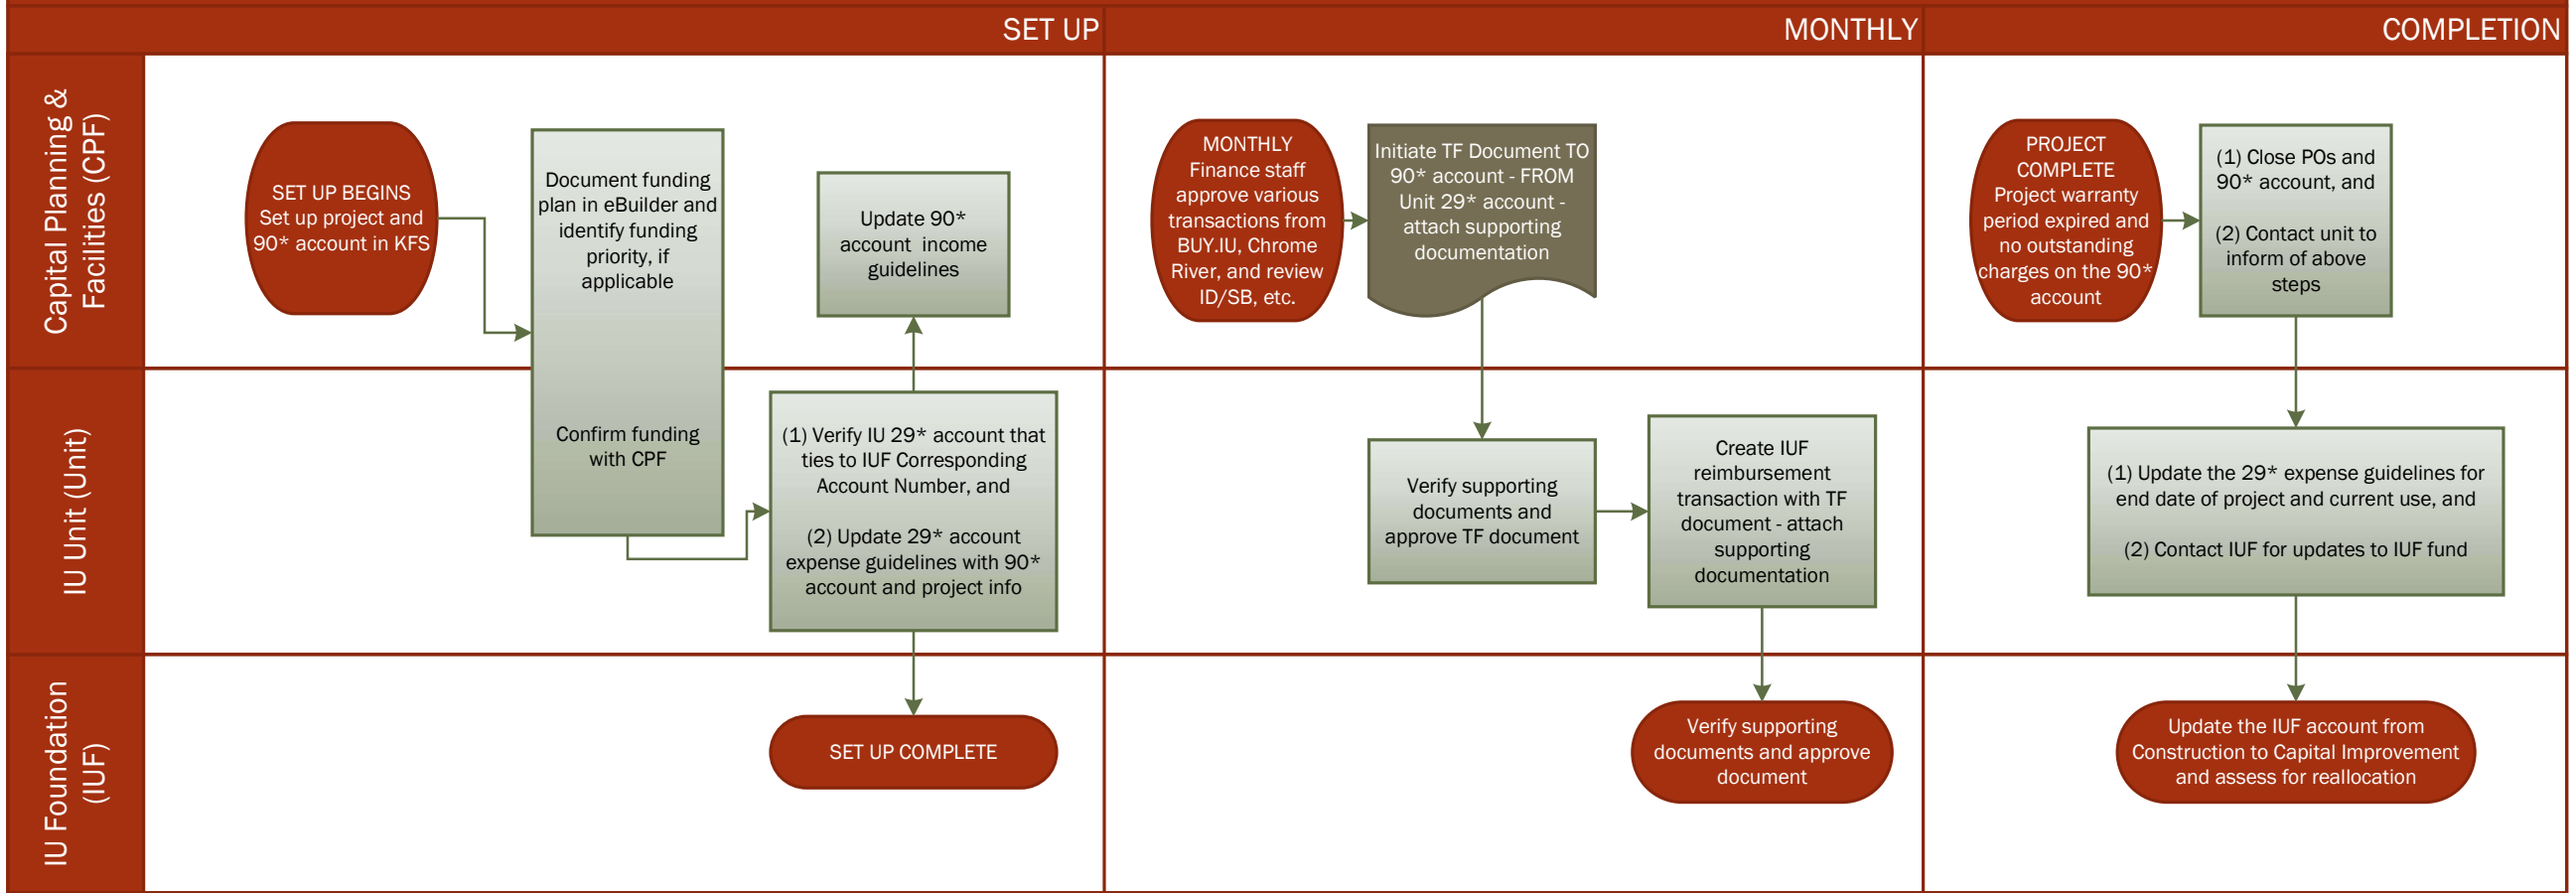 SET UP
MONTHLY
COMPLETION
Capital Planning &
Facilities (CPF)
SET UP BEGINS
Set up project and
90* account in KFS
Document funding
plan in eBuilder and
identify funding
priority, if
applicable
Confirm funding
with CPF
Update 90*
account income
guidelines
MONTHLY
Finance staff
approve various
transactions from
BUY.IU, Chrome
River, and review
ID/SB, etc.
Initiate TF Document TO
90* account - FROM
Unit 29* account -
attach supporting
documentation
PROJECT
COMPLETE
Project warranty
period expired and
no outstanding
charges on the 90*
account
(1) Close POs and
90* account, and
(2) Contact unit to
inform of above
steps
IU Unit (Unit)
(1) Verify IU 29* account that
ties to IUF Corresponding
Account Number, and
(2) Update 29* account
expense guidelines with 90*
account and project info
Verify supporting
documents and
approve TF document
Create IUF
reimbursement
transaction with TF
document - attach
supporting
documentation
(1) Update the 29* expense guidelines for
end date of project and current use, and
(2) Contact IUF for updates to IUF fund
IU Foundation
(IUF)
SET UP COMPLETE
Verify supporting
documents and approve
document
Update the IUF account from
Construction to Capital Improvement
and assess for reallocation